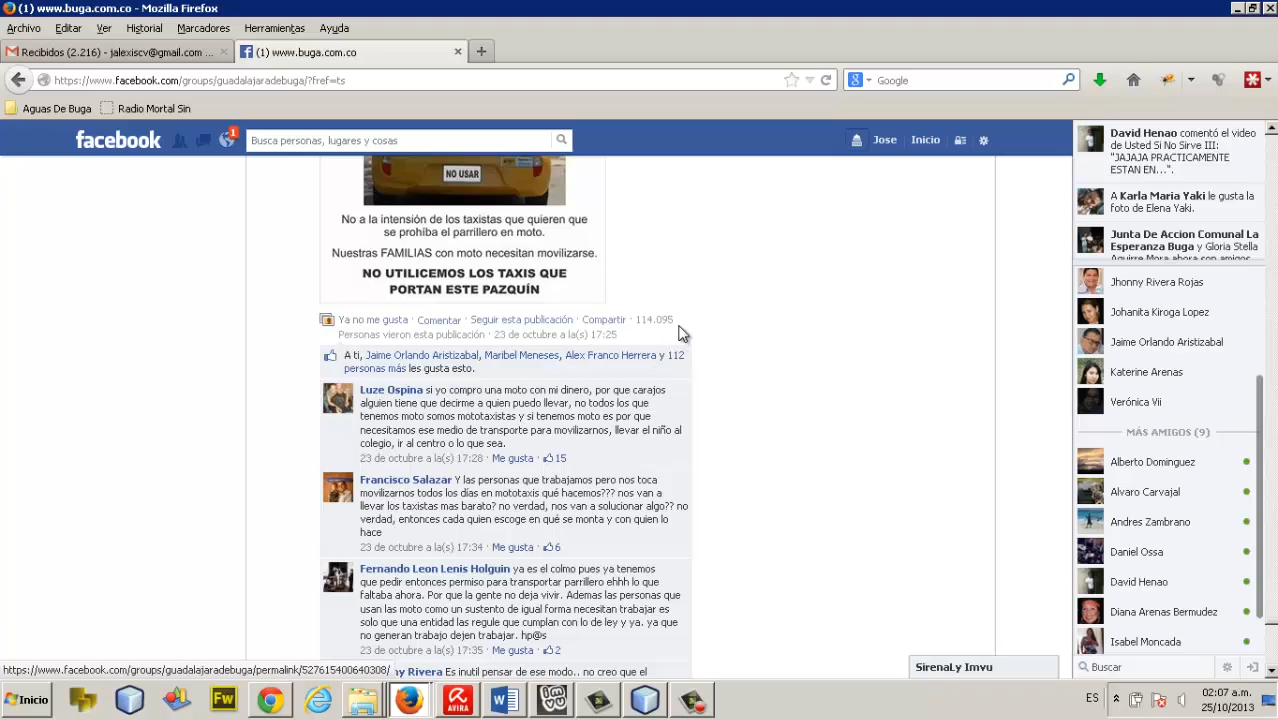 (1) www.buga.com.co - Mozilla Firefox
Archivo Editar Ver Historial Marcadores Herramientas Ayuda
Recibidos (2.216) - jalexiscv@gmail.com ...
(1) www.buga.com.co
https://www.facebook.com/groups/guadalajaradebuga/?fref=ts
Google
Aguas De Buga Radio Mortal Sin
facebook
1
Busca personas, lugares y cosas
Jose Inicio
NO USAR
No a la intensión de los taxistas que quieren que
se prohíba el parrillero en moto.
Nuestras FAMILIAS con moto necesitan movilizarse.
NO UTILICEMOS LOS TAXIS QUE
PORTAN ESTE PAZQUÍN
Ya no me gusta · Comentar · Seguir esta publicación · Compartir · 114.095
Personas vieron esta publicación · 23 de octubre a la(s) 17:25
A ti, Jaime Orlando Aristizabal, Maribel Meneses, Alex Franco Herrera y 112
personas más les gusta esto.
Luze Ospina si yo compro una moto con mi dinero, por que carajos
alguien tiene que decirme a quien puedo llevar, no todos los que
tenemos moto somos mototaxistas y si tenemos moto es por que
necesitamos ese medio de transporte para movilizarnos, llevar el niño al
colegio, ir al centro o lo que sea.
23 de octubre a la(s) 17:28 · Me gusta · 15
Francisco Salazar Y las personas que trabajamos pero nos toca
movilizarnos todos los días en mototaxis qué hacemos??? nos van a
llevar los taxistas mas barato? no verdad, nos van a solucionar algo?? no
verdad, entonces cada quien escoge en qué se monta y con quien lo
hace
23 de octubre a la(s) 17:34 · Me gusta · 6
Fernando Leon Lenis Holguin ya es el colmo pues ya tenemos
que pedir entonces permiso para transportar parrillero ehhh lo que
faltaba ahora. Por que la gente no deja vivir. Ademas las personas que
usan las moto como un sustento de igual forma necesitan trabajar es
solo que una entidad las regule que cumplan con lo de ley y ya. ya que
no generan trabajo dejen trabajar. hp@s
23 de octubre a la(s) 17:35 · Me gusta · 2
ny Rivera Es inutil pensar de ese modo.. no creo que el
https://www.facebook.com/groups/guadalajaradebuga/permalink/527615400640308/
David Henao comentó el video
de Usted Si No Sirve III:
"JAJAJA PRACTICAMENTE
ESTAN EN...".
A Karla Maria Yaki le gusta la
foto de Elena Yaki.
Junta De Accion Comunal La
Esperanza Buga y Gloria Stella
Aguirre Mora ahora son amigos.
Jhonny Rivera Rojas
Johanita Kiroga Lopez
Jaime Orlando Aristizabal
Katerine Arenas
Verónica Vii
MÁS AMIGOS (9)
Alberto Dominguez
Alvaro Carvajal
Andres Zambrano
Daniel Ossa
David Henao
Diana Arenas Bermudez
Isabel Moncada
SirenaLy Imvu
Buscar
Inicio
Fw
AVIRA
ES
02:07 a.m.
25/10/2013